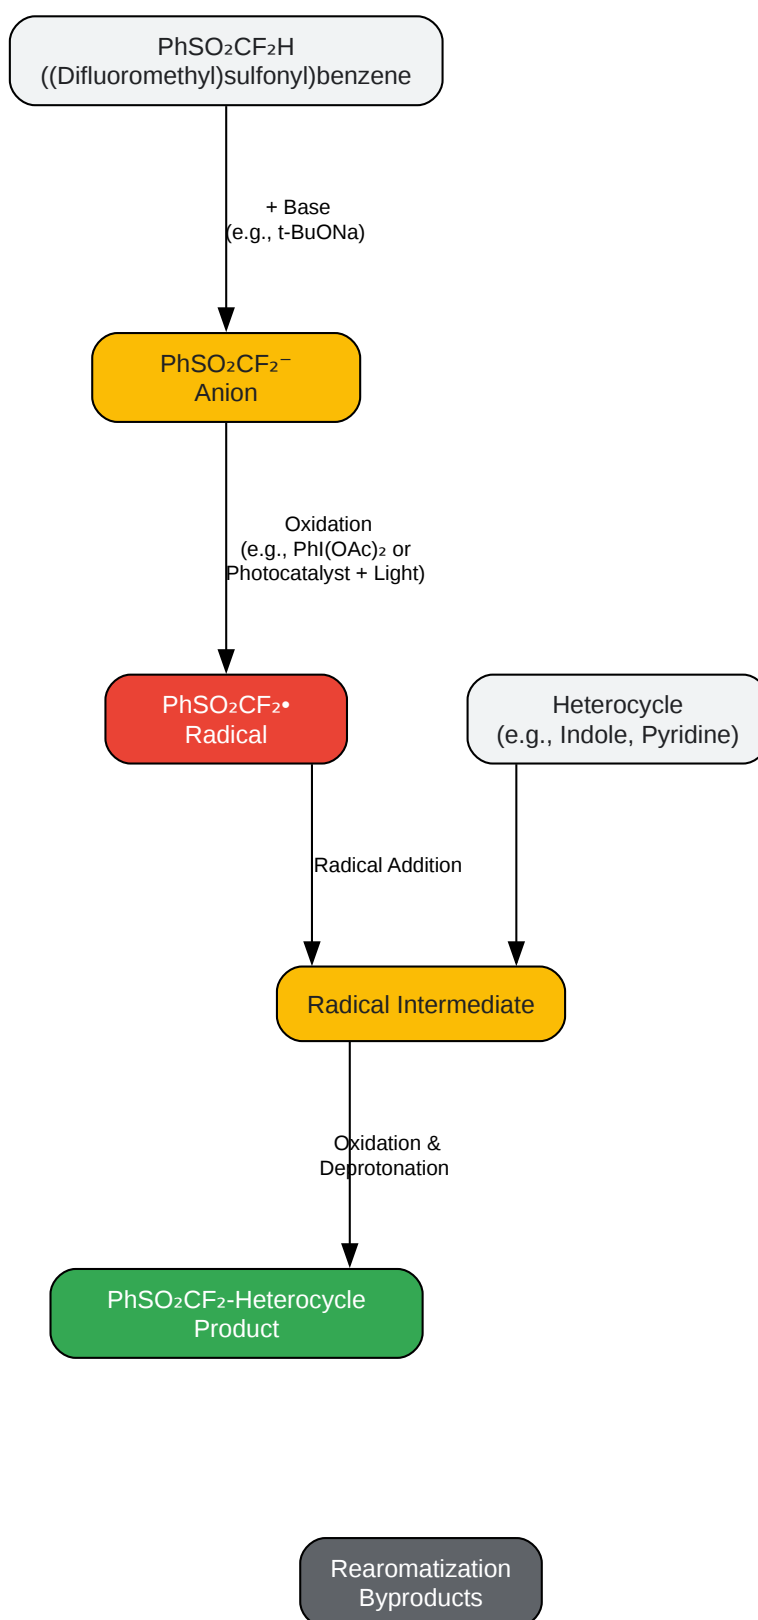 PhSO₂CF₂H
((Difluoromethyl)sulfonyl)benzene
+ Base
(e.g., t-BuONa)
PhSO₂CF₂⁻
Anion
Oxidation
(e.g., PhI(OAc)₂ or
Photocatalyst + Light)
PhSO₂CF₂•
Radical
Heterocycle
(e.g., Indole, Pyridine)
Radical Addition
Radical Intermediate
Oxidation &
Deprotonation
PhSO₂CF₂-Heterocycle
Product
Rearomatization
Byproducts